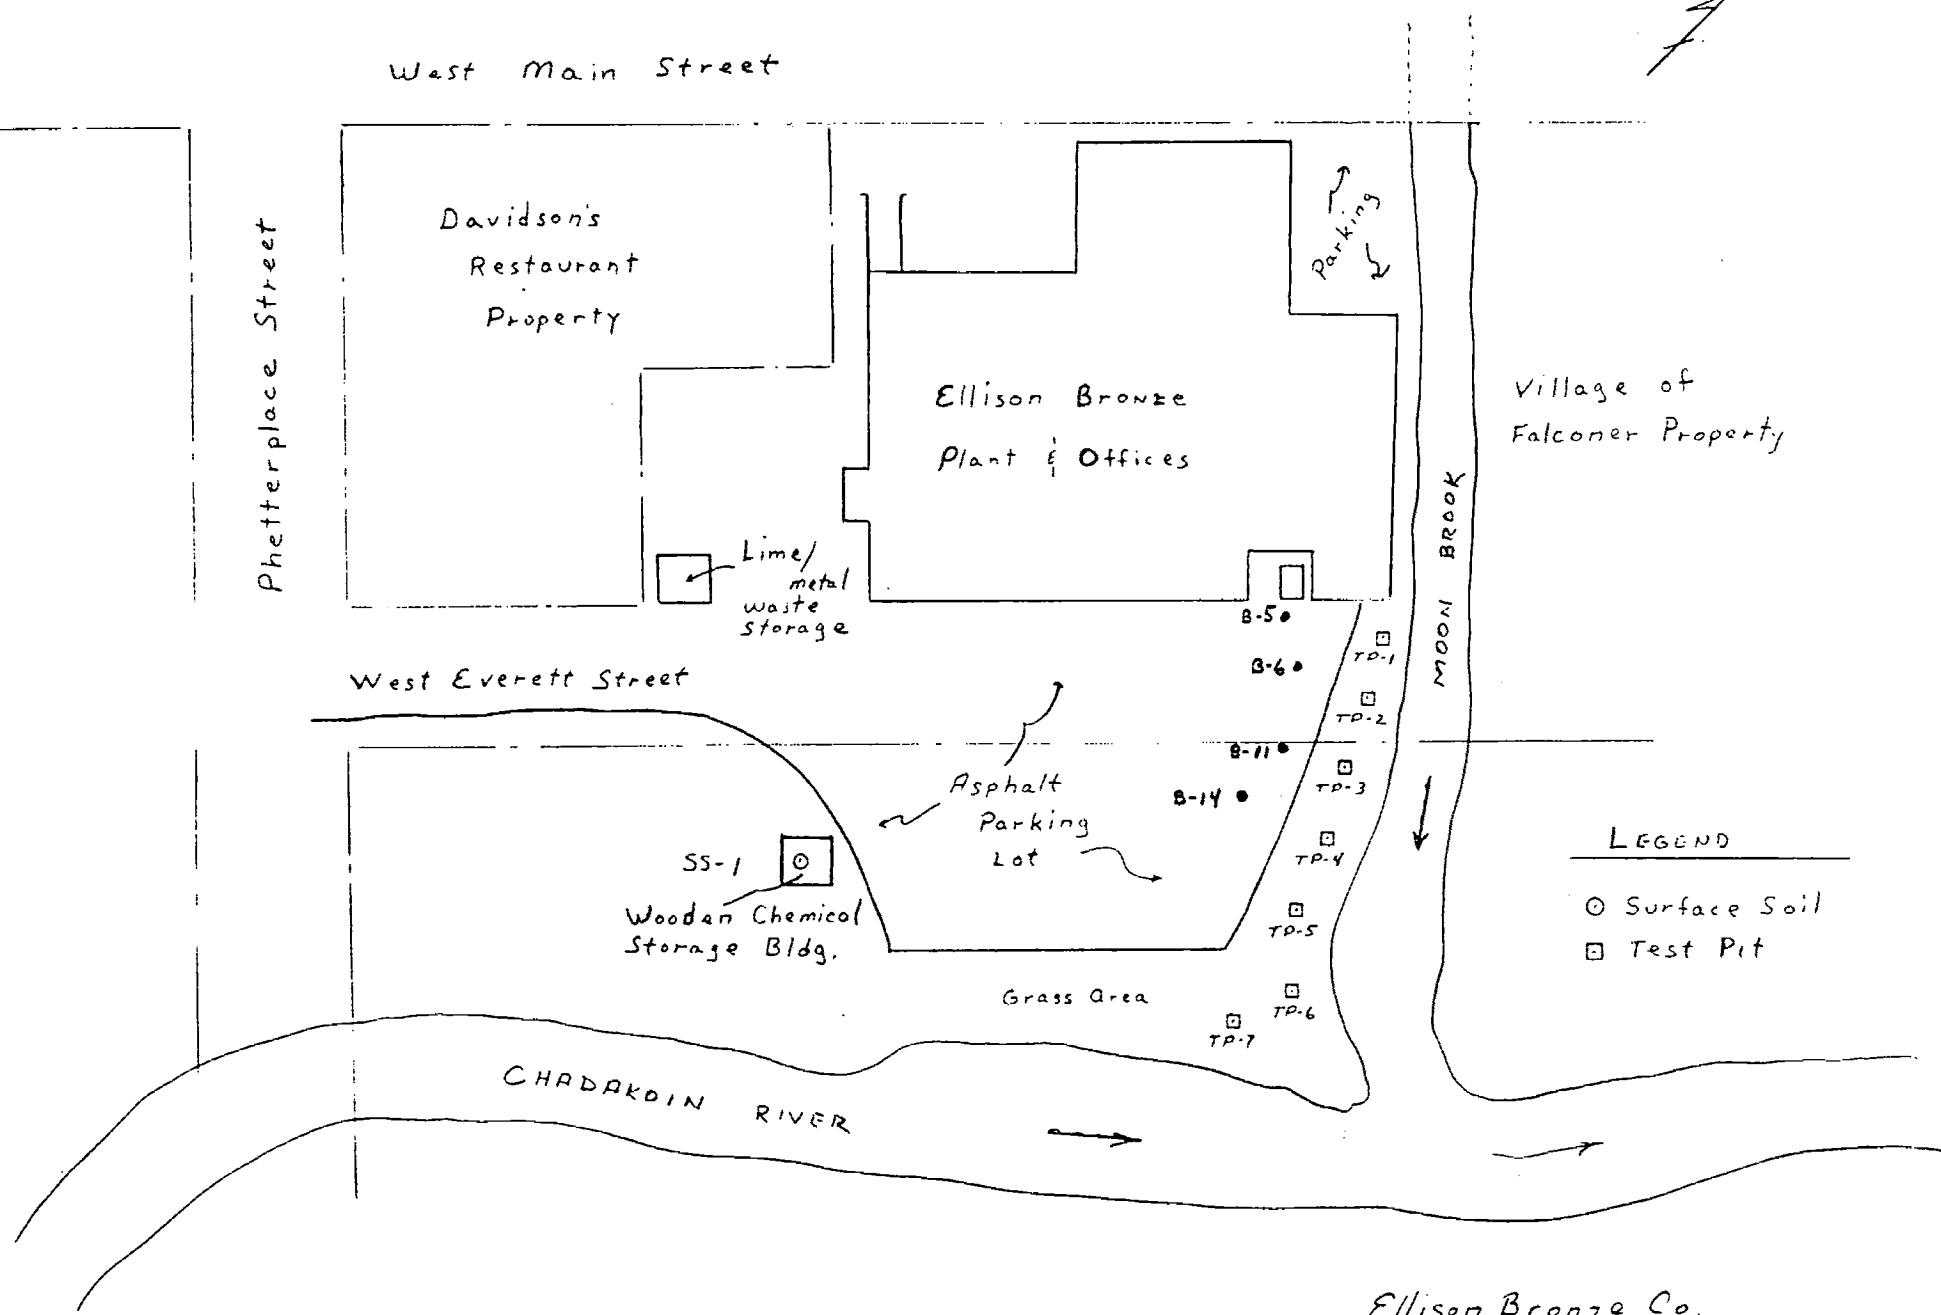 West Main Street
Davidson's
Restaurant
Property
Phetterplace Street
Parking
Ellison Bronze
Plant & Offices
Village of
Falconer Property
MOON BROOK
Lime/
metal
waste
storage
B-5
B-6
TP-1
TP-2
West Everett Street
B-11
TP-3
B-14
Asphalt
Parking
Lot
TP-4
SS-1
Wooden Chemical
Storage Bldg.
TP-5
LEGEND
Surface Soil
Test Pit
Grass Area
TP-6
TP-7
CHADAKOIN RIVER
Ellison Bronze Co.